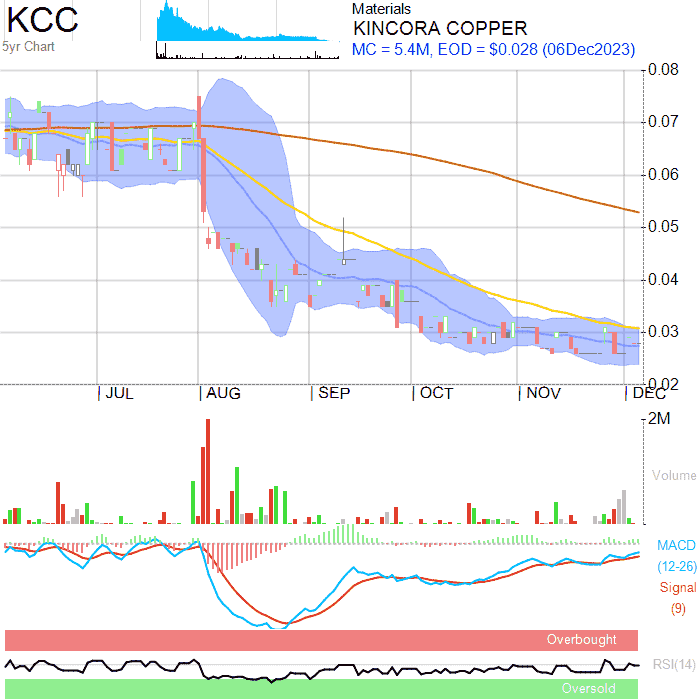 KCC
5yr Chart
Materials
KINCORA COPPER
MC = 5.4M, EOD = $0.028 (06Dec2023)
0.08
0.07
0.06
0.05
0.04
0.03
0.02
JUL AUG SEP OCT NOV DEC
2M
Volume
MACD
(12-26)
Signal
(9)
Overbought
RSI(14)
Oversold